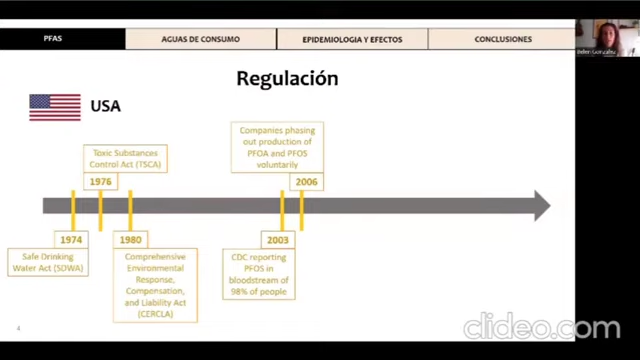 PFAS
AGUAS DE CONSUMO
EPIDEMIOLOGIA Y EFECTOS
CONCLUSIONES
Belen Gonzalez
Regulación
USA
Toxic Substances
Control Act (TSCA)
1976
Companies phasing
out production of
PFOA and PFOS
voluntarily
2006
1974
Safe Drinking
Water Act (SDWA)
1980
Comprehensive
Environmental
Response,
Compensation,
and Liability Act
(CERCLA)
2003
CDC reporting
PFOS in
bloodstream of
98% of people
4
clideo.com